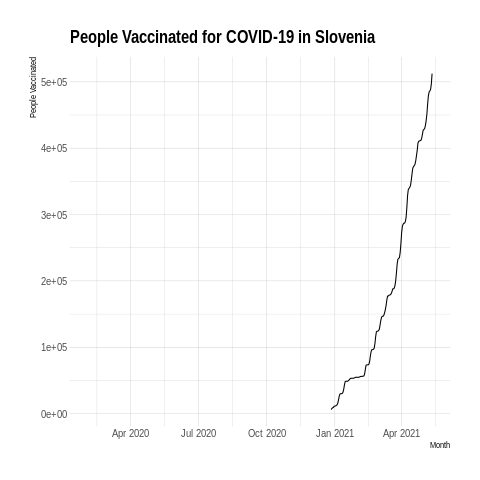 People Vaccinated for COVID-19 in Slovenia
People Vaccinated
5e+05
4e+05
3e+05
2e+05
1e+05
0e+00
Apr 2020 Jul 2020 Oct 2020 Jan 2021 Apr 2021
Month